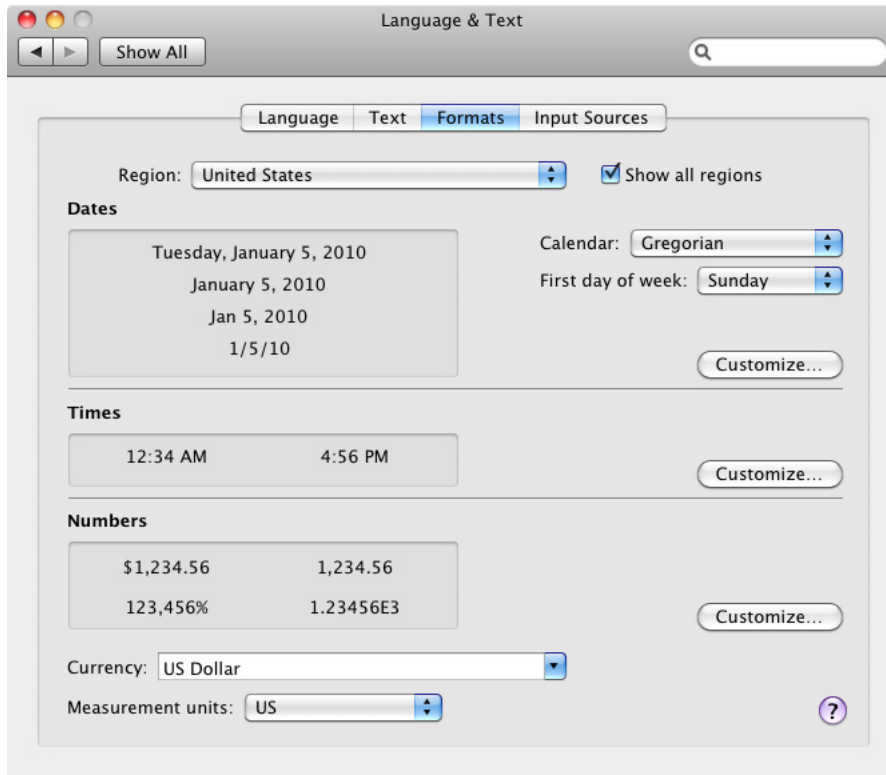 Language & Text
Show All
Language Text Formats Input Sources
Region: United States Show all regions
Dates
Tuesday, January 5, 2010
January 5, 2010
Jan 5, 2010
1/5/10
Calendar: Gregorian
First day of week: Sunday
Customize...
Times
12:34 AM 4:56 PM
Customize...
Numbers
$1,234.56 1,234.56
123,456% 1.23456E3
Customize...
Currency: US Dollar
Measurement units: US
?